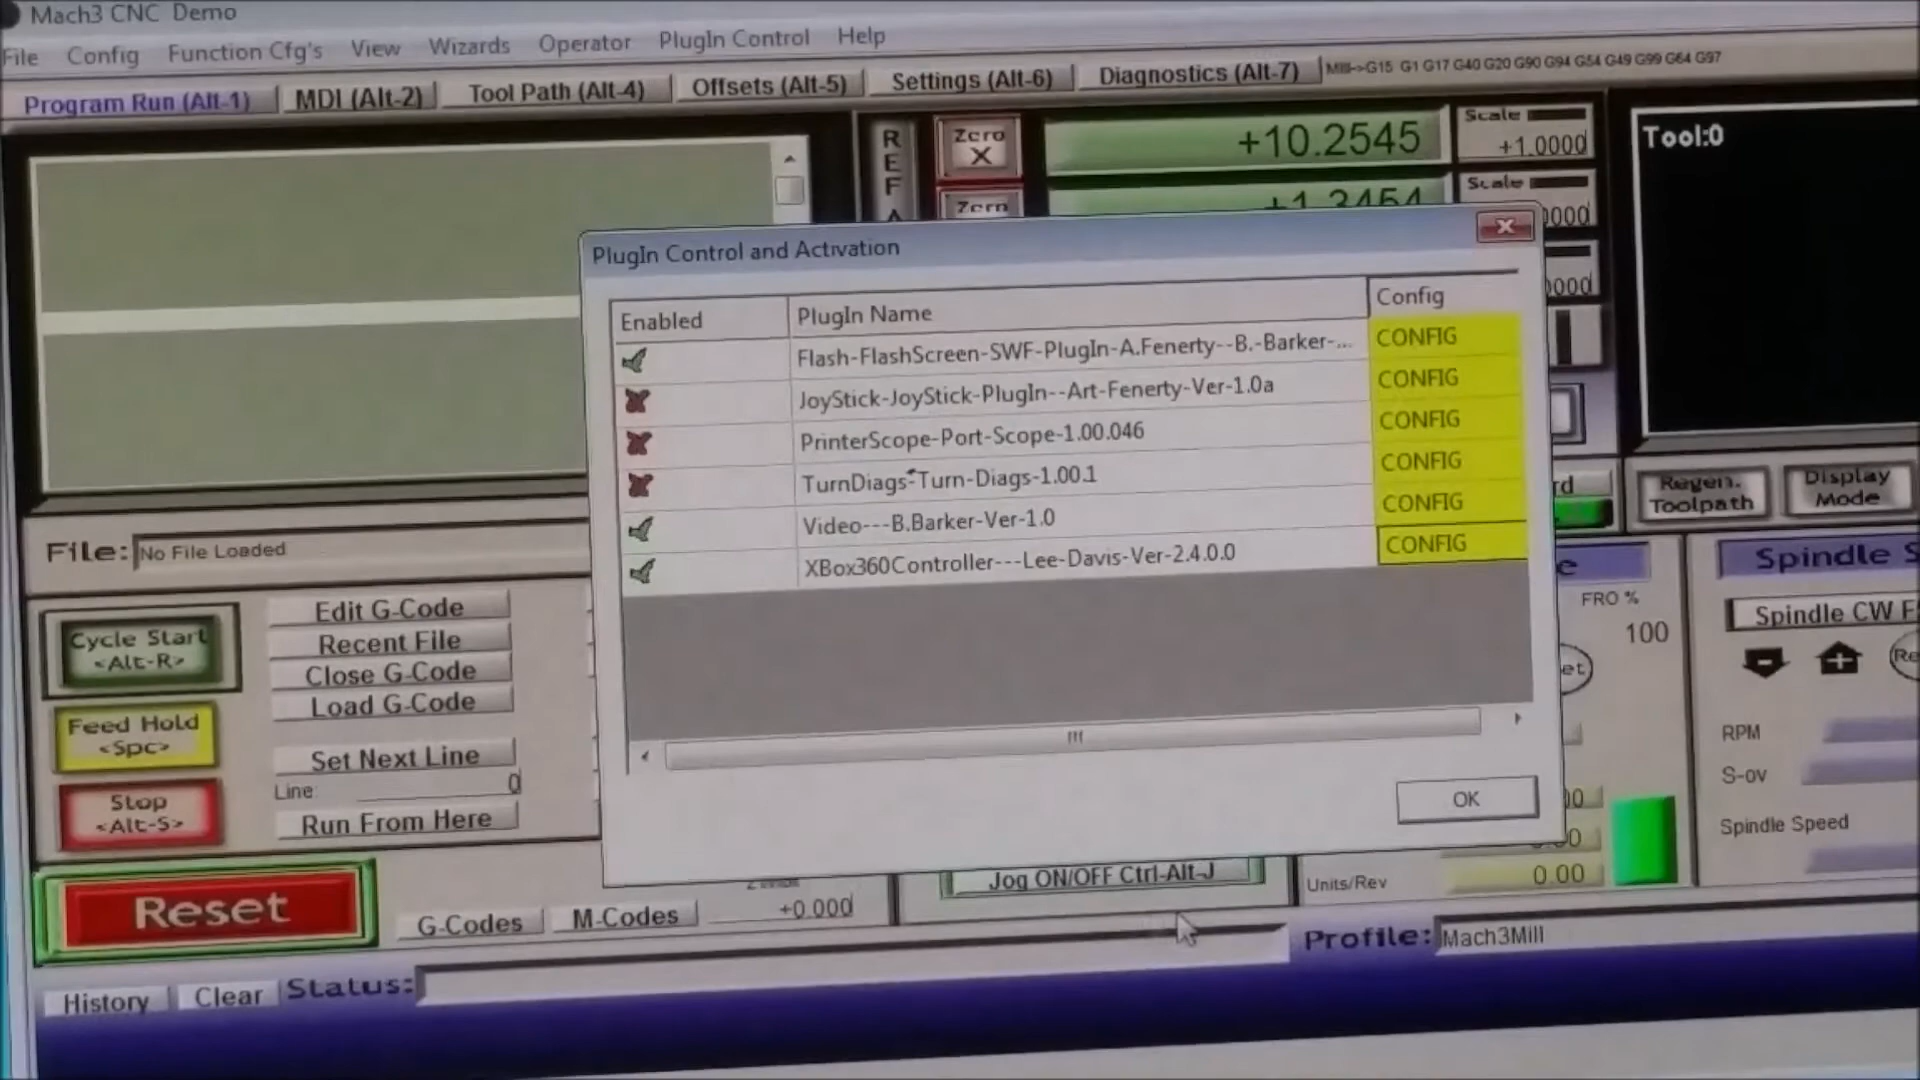 Mach3 CNC Demo
File Config Function Cfg's View Wizards Operator PlugIn Control Help
Program Run (Alt-1) MDI (Alt-2) Tool Path (Alt-4) Offsets (Alt-5) Settings (Alt-6) Diagnostics (Alt-7) Mill->G15 G1 G17 G40 G20 G90 G94 G54 G49 G99 G64 G97
REF
Zero X +10.2545 Scale +1.0000
Zero Scale
Tool:0
PlugIn Control and Activation
Enabled PlugIn Name Config
Flash-FlashScreen-SWF-PlugIn-A.Fenerty--B.-Barker-... CONFIG
JoyStick-JoyStick-PlugIn--Art-Fenerty-Ver-1.0a CONFIG
PrinterScope-Port-Scope-1.00.046 CONFIG
TurnDiags-Turn-Diags-1.00.1 CONFIG
Video---B.Barker-Ver-1.0 CONFIG
XBox360Controller---Lee-Davis-Ver-2.4.0.0 CONFIG
OK
Regen. Toolpath Display Mode
File: No File Loaded
Cycle Start <Alt-R>
Feed Hold <Spc>
Stop <Alt-S>
Reset
Edit G-Code
Recent File
Close G-Code
Load G-Code
Set Next Line
Line: 0
Run From Here
G-Codes M-Codes +0.000
Jog ON/OFF Ctrl-Alt-J
FRO %
100
Units/Rev 0.00
Spindle S
Spindle CW F
RPM
S-ov
Spindle Speed
Profile: Mach3Mill
History Clear Status: